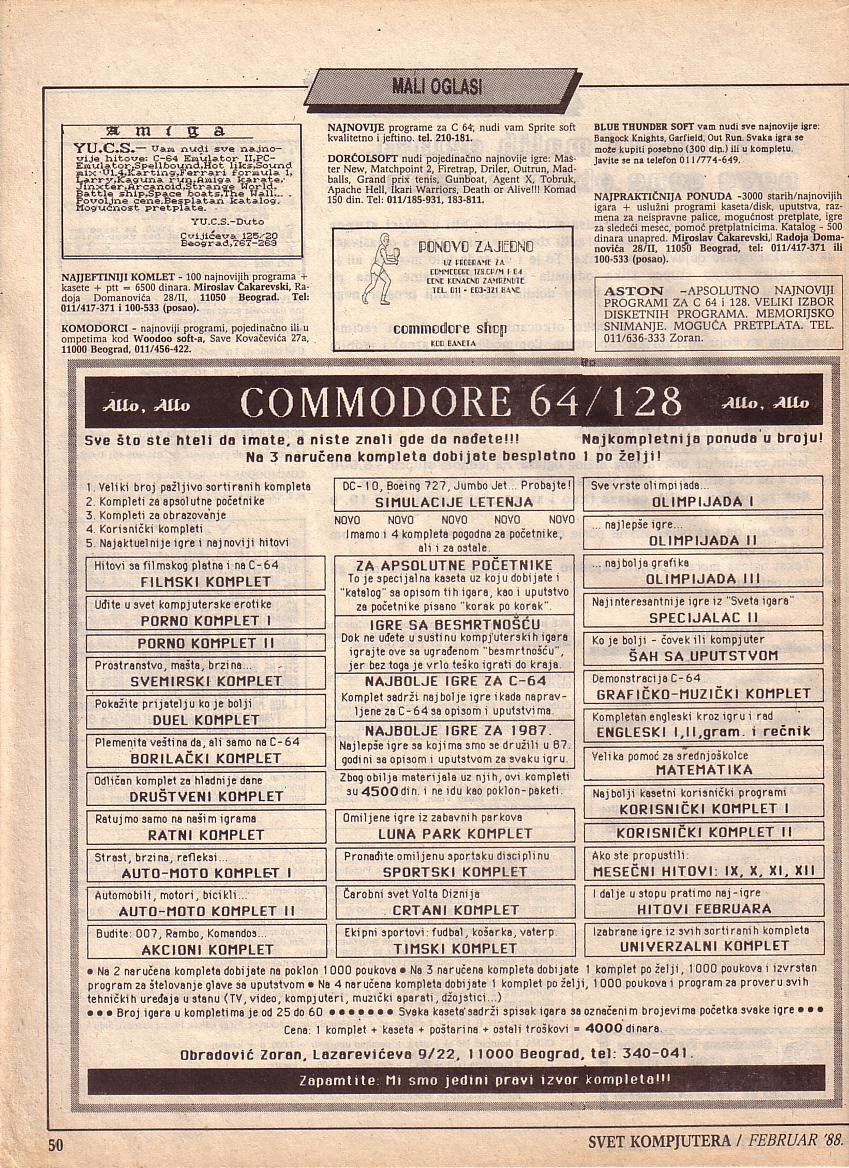 MALI OGLASI
Amiga
YU.C.S.– Vam nudi sve najno-
vije hitove: C-64 Emulator II,PC-
Emulator,Spellbound,Hot liks,Sound
mix V1.4,Karting,Ferrari formula 1,
Larry,Kaguna run,amiga karate,
Jinxter,Arcanoid,Strange World,
Battle ship,Space boats,The Wall...
Povoljne cene,Besplatan katalog.
Mogućnost pretplate.
YU.C.S.-Duto
Cvijićeva 125/20
Beograd,767-269
NAJJEFTINIJI KOMLET - 100 najnovijih programa +
kasete + ptt = 6500 dinara. Miroslav Čakarevski, Ra-
doja Domanovića 28/II, 11050 Beograd. Tel:
011/417-371 i 100-533 (posao).
KOMODORCI - najnoviji programi, pojedinačno ili u
ompetima kod Woodoo soft-a, Save Kovačevića 27a,
11000 Beograd, 011/456-422.
NAJNOVIJE programe za C 64, nudi vam Sprite soft
kvalitetno i jeftino. tel. 210-181.
DORĆOLSOFT nudi pojedinačno najnovije igre: Mas-
ter New, Matchpoint 2, Firetrap, Driler, Outrun, Mad-
balls, Grand prix tenis, Gunboat, Agent X, Tobruk,
Apache Hell, Ikari Warriors, Death or Alive!!! Komad
150 din. Tel: 011/185-931, 183-811.
PONOVO ZAJEDNO
UZ PROGRAME ZA
COMMODORE 128,CP/M I 64
CENE KONACNO ZAMRZNUTE
TEL. 011 - 603-321 BANE
commodore shop
KOD BANETA
BLUE THUNDER SOFT vam nudi sve najnovije igre:
Bangock Knights, Garfield, Out Run. Svaka igra se
može kupiti posebno (300 din.) ili u kompletu.
Javite se na telefon 011/774-649.
NAJPRAKTIČNIJA PONUDA -3000 starih/najnovijih
igara + uslužni programi kaseta/disk, uputstva, raz-
mena za neispravne palice, mogućnost pretplate, igre
za sledeći mesec, pomoć pretplatnicima. Katalog - 500
dinara unapred. Miroslav Čakarevski, Radoja Doma-
novića 28/II, 11050 Beograd, tel: 011/417-371 ili
100-533 (posao).
ASTON -APSOLUTNO NAJNOVIJI
PROGRAMI ZA C 64 i 128. VELIKI IZBOR
DISKETNIH PROGRAMA. MEMORIJSKO
SNIMANJE. MOGUĆA PRETPLATA. TEL.
011/636-333 Zoran.
Allo, Allo COMMODORE 64/128 Allo, Allo
Sve što ste hteli da imate, a niste znali gde da nađete!!! Najkompletnija ponuda u broju!
Na 3 naručena kompleta dobijate besplatno 1 po želji!
1. Veliki broj pažljivo sortiranih kompleta
2. Kompleti za apsolutne početnike
3. Kompleti za obrazovanje
4. Korisnički kompleti
5. Najaktuelnije igre i najnoviji hitovi
Hitovi sa filmskog platna i na C-64
FILMSKI KOMPLET
Uđite u svet kompjuterske erotike
PORNO KOMPLET I
PORNO KOMPLET II
Prostranstvo, mašta, brzina...
SVEMIRSKI KOMPLET
Pokažite prijatelju ko je bolji
DUEL KOMPLET
Plemenita veština da, ali samo na C-64
BORILAČKI KOMPLET
Odličan komplet za hladnije dane
DRUŠTVENI KOMPLET
Ratujmo samo na našim igrama
RATNI KOMPLET
Strast, brzina, refleksi...
AUTO-MOTO KOMPLET I
Automobili, motori, bicikli...
AUTO-MOTO KOMPLET II
Budite: 007, Rambo, Komandos...
AKCIONI KOMPLET
DC-10, Boeing 727, Jumbo Jet... Probajte!
SIMULACIJE LETENJA
NOVO NOVO NOVO NOVO NOVO
Imamo i 4 kompleta pogodna za početnike,
ali i za ostale.
ZA APSOLUTNE POČETNIKE
To je specijalna kaseta uz koju dobijate i
"katalog" sa opisom tih igara, kao i uputstvo
za početnike pisano "korak po korak".
IGRE SA BESMRTNOŠĆU
Dok ne uđete u sustinu kompjuterskih igara
igrajte ove sa ugrađenom "besmrtnošću",
jer bez toga je vrlo teško igrati do kraja.
NAJBOLJE IGRE ZA C-64
Komplet sadrži najbolje igre ikada naprav-
ljene za C-64 sa opisom i uputstvima.
NAJBOLJE IGRE ZA 1987.
Najlepše igre sa kojima smo se družili u 87.
godini sa opisom i uputstvom za svaku igru.
Zbog obilja materijala uz njih, ovi kompleti
su 4500 din. i ne idu kao poklon-paketi.
Omiljene igre iz zabavnih parkova
LUNA PARK KOMPLET
Pronađite omiljenu sportsku disciplinu
SPORTSKI KOMPLET
Čarobni svet Volta Diznija
CRTANI KOMPLET
Ekipni sportovi: fudbal, košarka, vaterp.
TIMSKI KOMPLET
Sve vrste olimpijada...
OLIMPIJADA I
... najlepše igre...
OLIMPIJADA II
... najbolja grafika
OLIMPIJADA III
Najinteresantnije igre iz "Sveta igara"
SPECIJALAC II
Ko je bolji - čovek ili kompjuter
ŠAH SA UPUTSTVOM
Demonstracija C-64
GRAFIČKO-MUZIČKI KOMPLET
Kompletan engleski kroz igru i rad
ENGLESKI I,II,gram. i rečnik
Velika pomoć za srednjoškolce
MATEMATIKA
Najbolji kasetni korisnički programi
KORISNIČKI KOMPLET I
KORISNIČKI KOMPLET II
Ako ste propustili:
MESEČNI HITOVI: IX, X, XI, XII
I dalje u stopu pratimo naj-igre
HITOVI FEBRUARA
Izabrane igre iz svih sortiranih kompleta
UNIVERZALNI KOMPLET
● Na 2 naručena kompleta dobijate na poklon 1000 poukova ● Na 3 naručena kompleta dobijate 1 komplet po želji, 1000 poukova i izvrstan
program za štelovanje glave sa uputstvom ● Na 4 naručena kompleta dobijate 1 komplet po želji, 1000 poukova i program za proveru svih
tehničkih uređaja u stanu (TV, video, kompjuteri, muzički aparati, džojstici...)
● ● ● Broj igara u kompletima je od 25 do 60 ● ● ● ● ● ● ● Svaka kaseta sadrži spisak igara sa označenim brojevima početka svake igre ● ● ●
Cena: 1 komplet + kaseta + poštarina + ostali troškovi = 4000 dinara.
Obradović Zoran, Lazarevićeva 9/22, 11000 Beograd, tel: 340-041.
Zapamtite: Mi smo jedini pravi izvor kompleta!!!
50
SVET KOMPJUTERA / FEBRUAR '88.